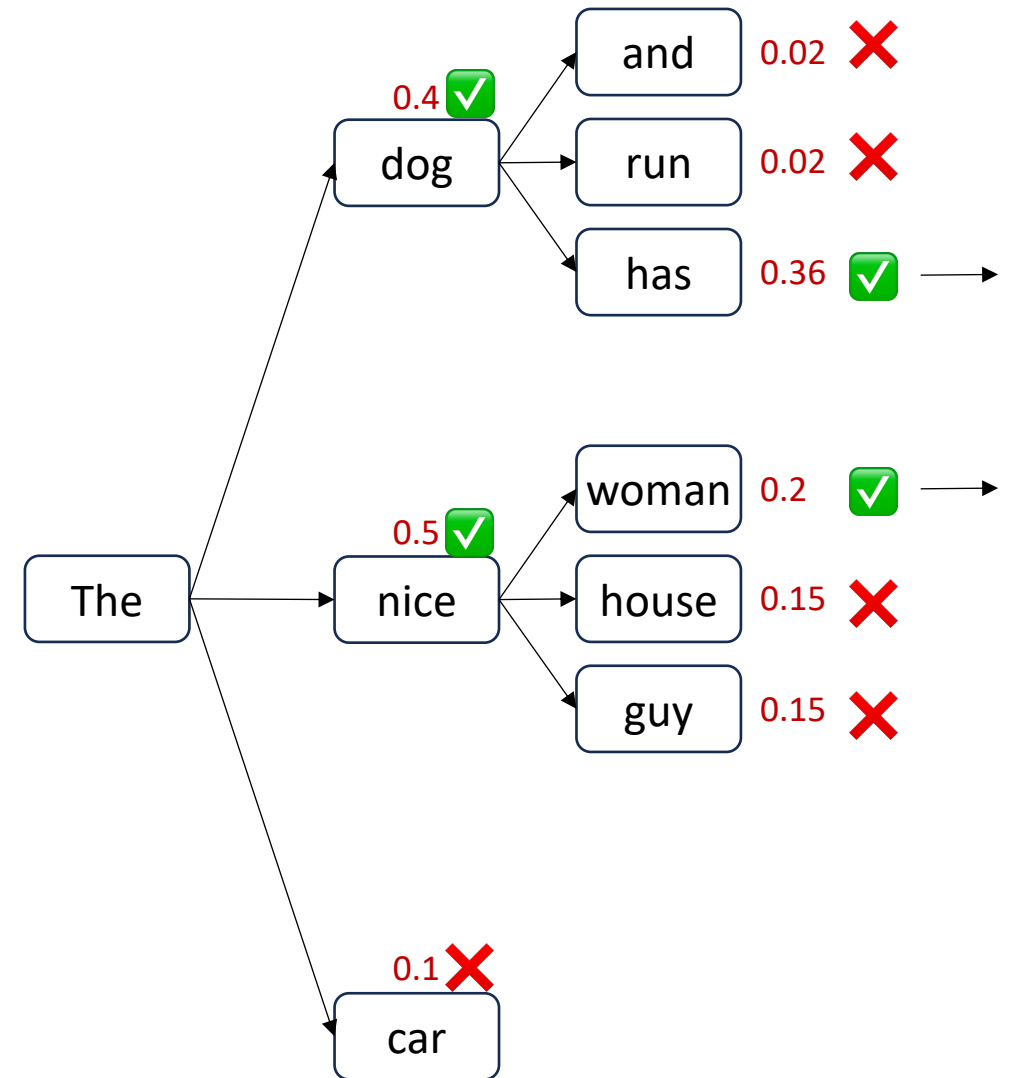 and 0.02
0.4
dog
run 0.02
has 0.36
woman 0.2
0.5
The
nice
house 0.15
guy 0.15
0.1
car